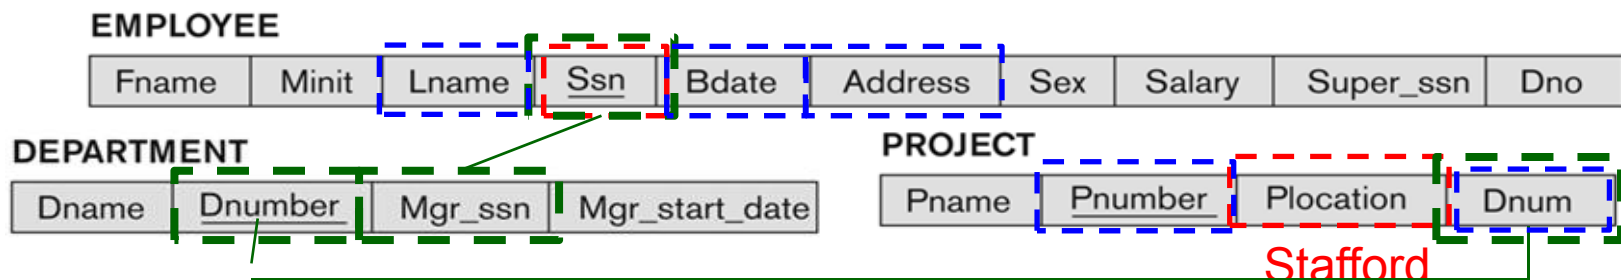 EMPLOYEE
Fname Minit Lname Ssn Bdate Address Sex Salary Super_ssn Dno
DEPARTMENT
Dname Dnumber Mgr_ssn Mgr_start_date
PROJECT
Pname Pnumber Plocation Dnum
Stafford